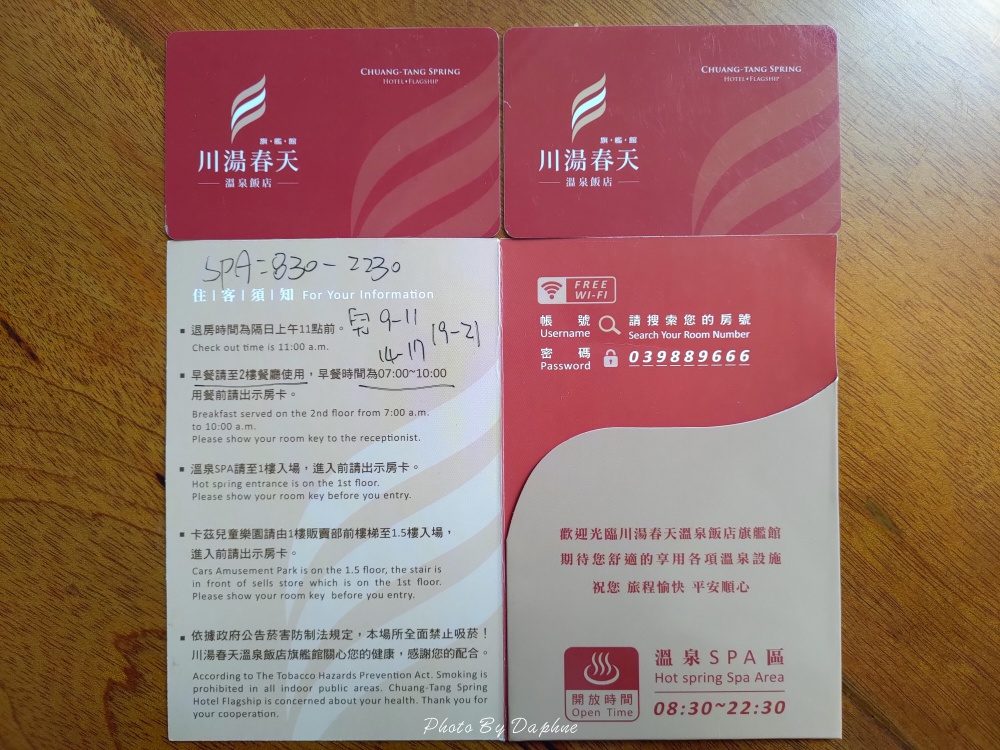 CHUANG-TANG SPRING
HOTEL•FLAGSHIP
旗•艦•館
川湯春天
溫泉飯店
CHUANG-TANG SPRING
HOTEL•FLAGSHIP
旗•艦•館
川湯春天
溫泉飯店
SPA=830-2230
住|客|須|知 For Your Information
▪ 退房時間為隔日上午11點前。
Check out time is 11:00 a.m.
9-11
14-17
19-21
▪ 早餐請至2樓餐廳使用，早餐時間為07:00~10:00
用餐前請出示房卡。
Breakfast served on the 2nd floor from 7:00 a.m.
to 10:00 a.m.
Please show your room key to the receptionist.
▪ 溫泉SPA請至1樓入場，進入前請出示房卡。
Hot spring entrance is on the 1st floor.
Please show your room key before you entry.
▪ 卡茲兒童樂園請由1樓販賣部前樓梯至1.5樓入場，
進入前請出示房卡。
Cars Amusement Park is on the 1.5 floor, the stair is
in front of sells store which is on the 1st floor.
Please show your room key before you entry.
▪ 依據政府公告菸害防制法規定，本場所全面禁止吸菸！
川湯春天溫泉飯店旗艦館關心您的健康，感謝您的配合。
According to The Tobacco Hazards Prevention Act. Smoking is
prohibited in all indoor public areas. Chuang-Tang Spring
Hotel Flagship is concerned about your health. Thank you for
your cooperation.
FREE
WI-FI
帳號 請搜索您的房號
Username Search Your Room Number
密碼 039889666
Password
歡迎光臨川湯春天溫泉飯店旗艦館
期待您舒適的享用各項溫泉設施
祝您 旅程愉快 平安順心
開放時間
Open Time
溫泉SPA區
Hot spring Spa Area
08:30~22:30
Photo By Daphne